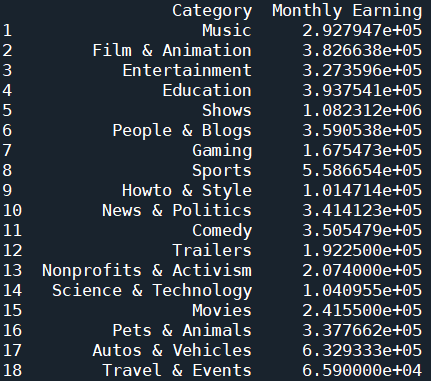 Category Monthly Earning
1 Music 2.927947e+05
2 Film & Animation 3.826638e+05
3 Entertainment 3.273596e+05
4 Education 3.937541e+05
5 Shows 1.082312e+06
6 People & Blogs 3.590538e+05
7 Gaming 1.675473e+05
8 Sports 5.586654e+05
9 Howto & Style 1.014714e+05
10 News & Politics 3.414123e+05
11 Comedy 3.505479e+05
12 Trailers 1.922500e+05
13 Nonprofits & Activism 2.074000e+05
14 Science & Technology 1.040955e+05
15 Movies 2.415500e+05
16 Pets & Animals 3.377662e+05
17 Autos & Vehicles 6.329333e+05
18 Travel & Events 6.590000e+04